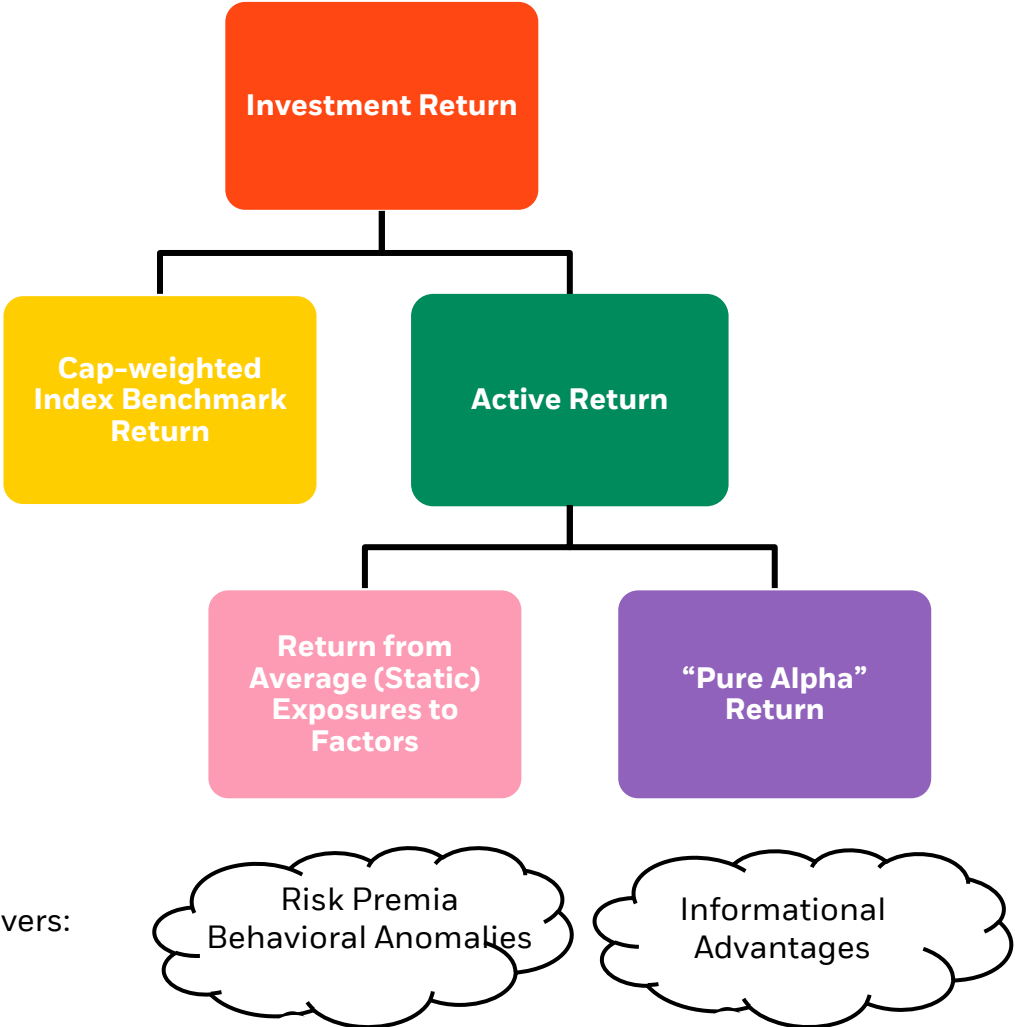 Investment Return
Cap-weighted
Index Benchmark
Return
Active Return
Return from
Average (Static)
Exposures to
Factors
“Pure Alpha”
Return
vers:
Risk Premia
Behavioral Anomalies
Informational
Advantages